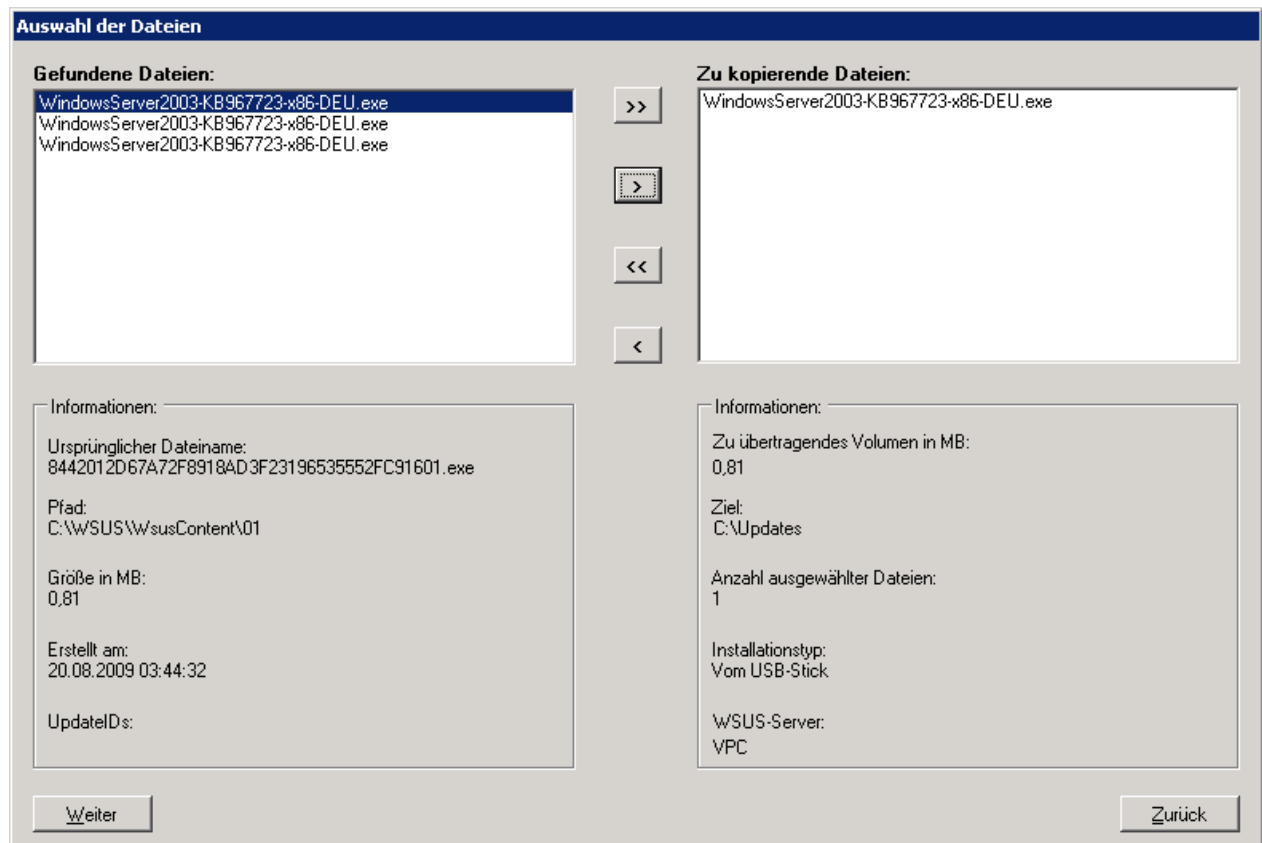 Auswahl der Dateien
Gefundene Dateien:
WindowsServer2003-KB967723-x86-DEU.exe
WindowsServer2003-KB967723-x86-DEU.exe
WindowsServer2003-KB967723-x86-DEU.exe
>>
>
<<
<
Zu kopierende Dateien:
WindowsServer2003-KB967723-x86-DEU.exe
Informationen:
Ursprünglicher Dateiname:
8442012D67A72F8918AD3F23196535552FC91601.exe
Pfad:
C:\WSUS\WsusContent\01
Größe in MB:
0,81
Erstellt am:
20.08.2009 03:44:32
UpdateIDs:
Informationen:
Zu übertragendes Volumen in MB:
0,81
Ziel:
C:\Updates
Anzahl ausgewählter Dateien:
1
Installationstyp:
Vom USB-Stick
WSUS-Server:
VPC
Weiter
Zurück